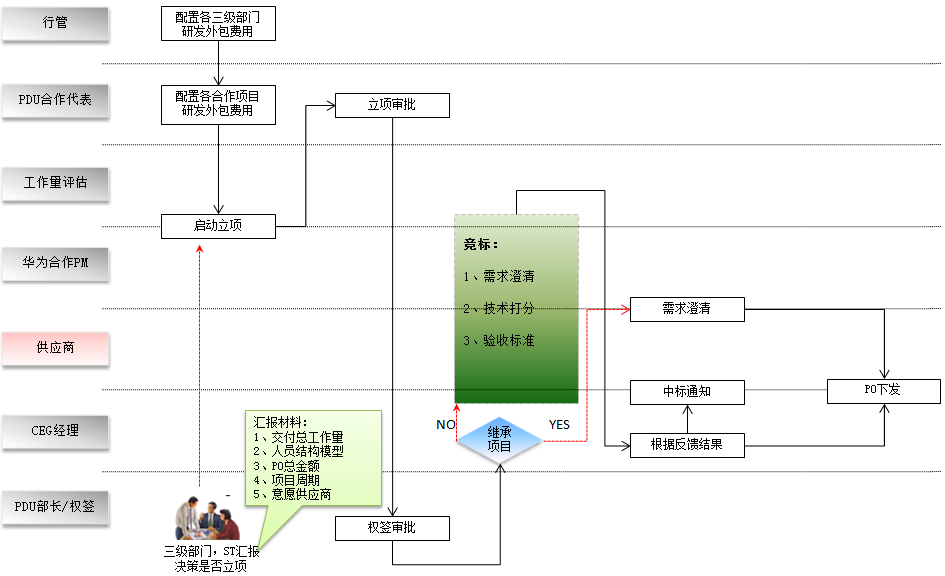 行管
配置各三级部门
研发外包费用
PDU合作代表
配置各合作项目
研发外包费用
立项审批
工作量评估
启动立项
华为合作PM
竞标：
1、需求澄清
2、技术打分
3、验收标准
需求澄清
供应商
中标通知
PO下发
CEG经理
汇报材料：
1、交付总工作量
2、人员结构模型
3、PO总金额
4、项目周期
5、意愿供应商
NO
继承
项目
YES
根据反馈结果
PDU部长/权签
权签审批
三级部门，ST汇报
决策是否立项